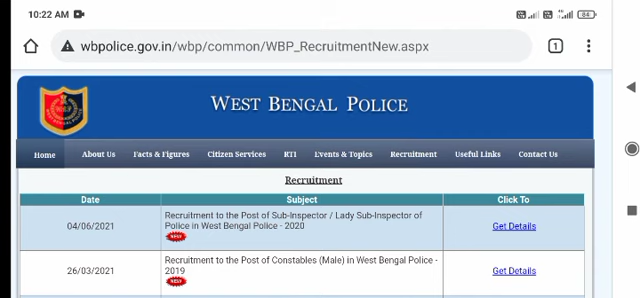 10:22 AM
84
wbpolice.gov.in/wbp/common/WBP_RecruitmentNew.aspx
1
WEST BENGAL POLICE
Home About Us Facts & Figures Citizen Services RTI Events & Topics Recruitment Useful Links Contact Us
Recruitment
Date Subject Click To
04/06/2021 Recruitment to the Post of Sub-Inspector / Lady Sub-Inspector of
Police in West Bengal Police - 2020 Get Details
NEW
26/03/2021 Recruitment to the Post of Constables (Male) in West Bengal Police -
2019 Get Details
NEW